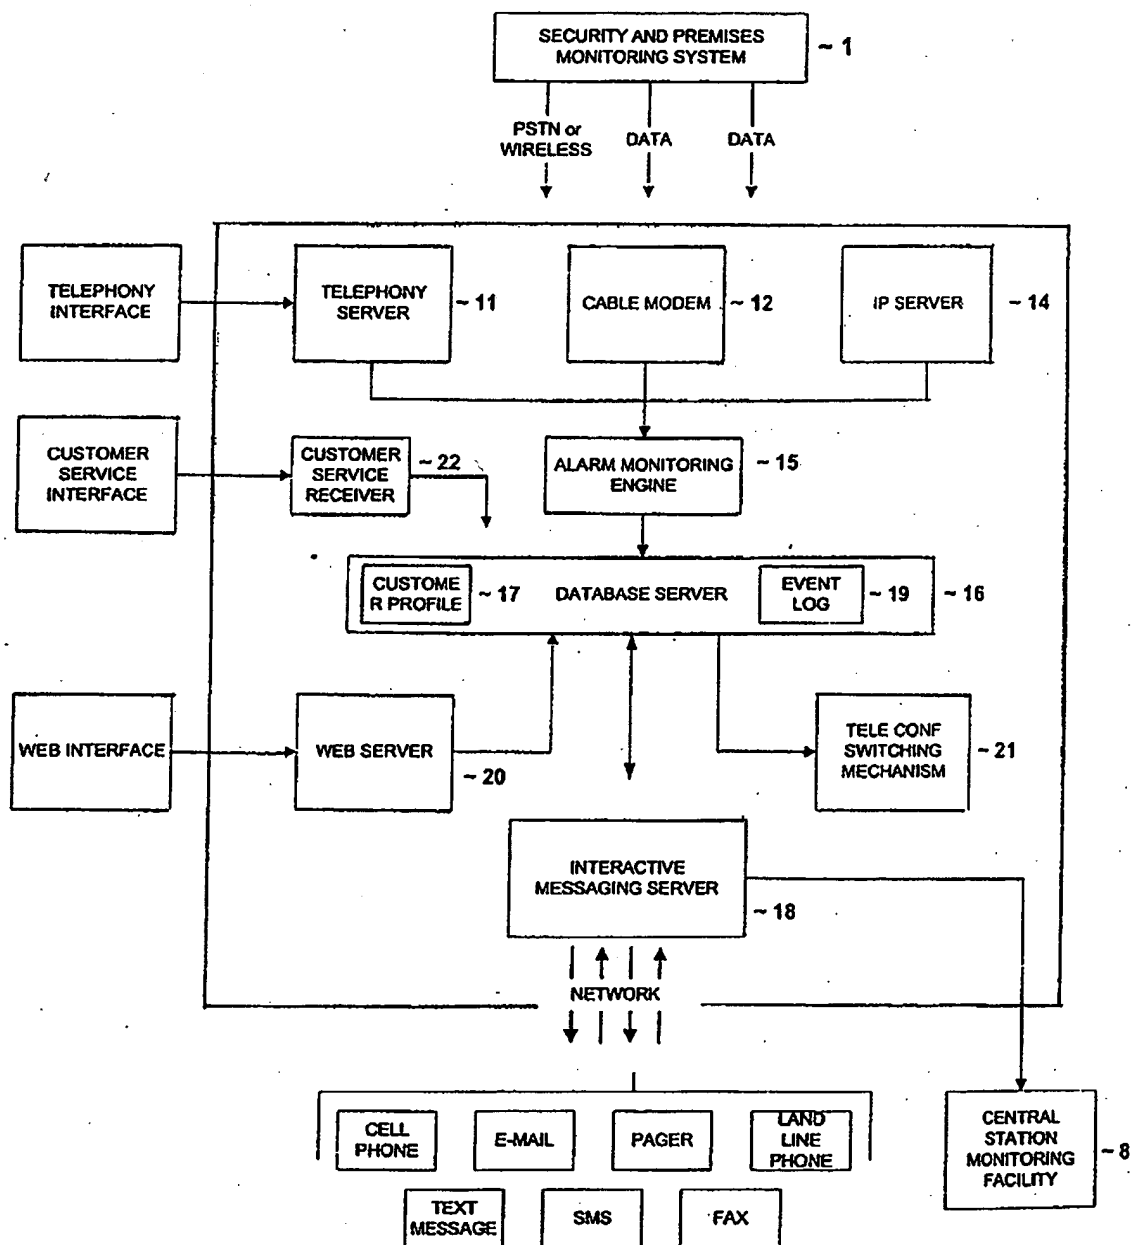 SECURITY AND PREMISES
MONITORING SYSTEM
~ 1
PSTN or
WIRELESS
DATA
DATA
TELEPHONY
INTERFACE
TELEPHONY
SERVER
~ 11
CABLE MODEM
~ 12
IP SERVER
~ 14
CUSTOMER
SERVICE
INTERFACE
CUSTOMER
SERVICE
RECEIVER
~ 22
ALARM MONITORING
ENGINE
~ 15
CUSTOME
R PROFILE
~ 17
DATABASE SERVER
EVENT
LOG
~ 19
~ 16
WEB INTERFACE
WEB SERVER
~ 20
TELE CONF
SWITCHING
MECHANISM
~ 21
INTERACTIVE
MESSAGING SERVER
~ 18
NETWORK
CELL
PHONE
E-MAIL
PAGER
LAND
LINE
PHONE
TEXT
MESSAGE
SMS
FAX
CENTRAL
STATION
MONITORING
FACILITY
~ 8